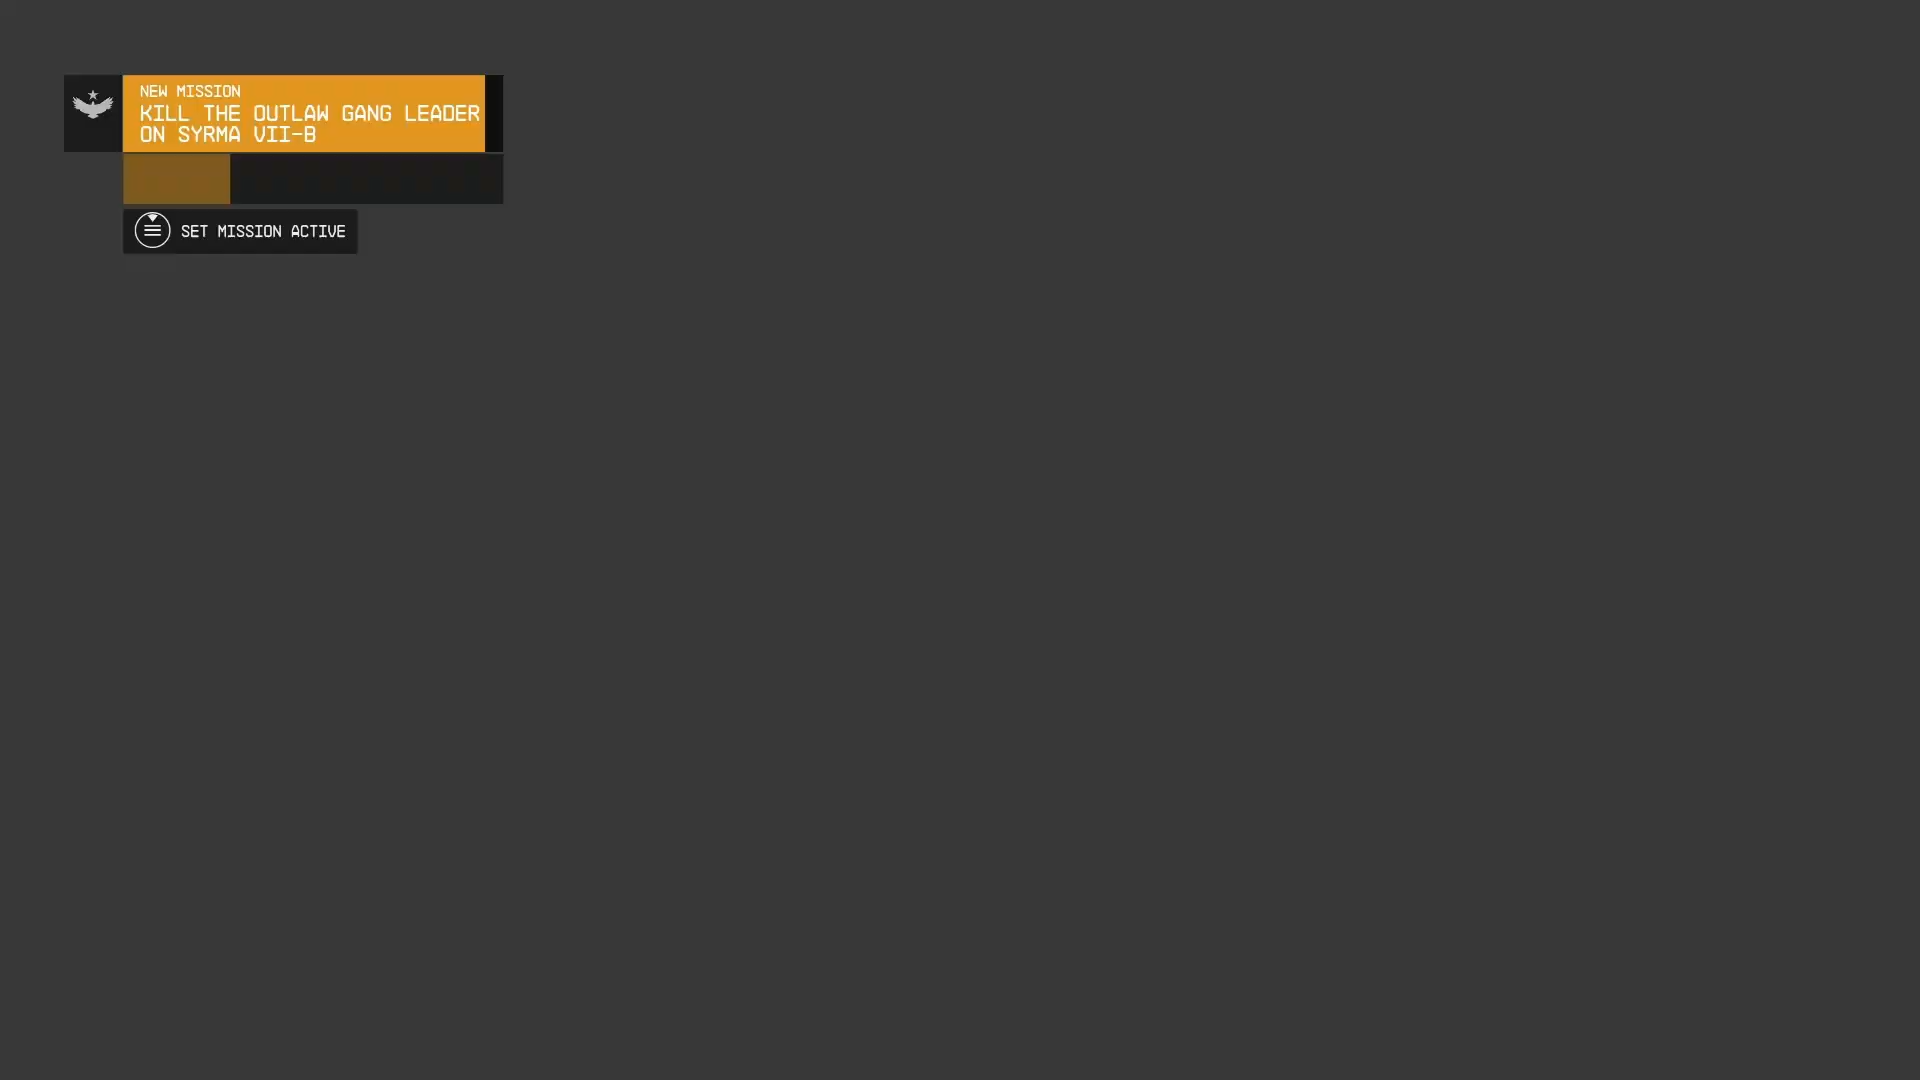 NEW MISSION
KILL THE OUTLAW GANG LEADER
ON SYRMA VII-B
SET MISSION ACTIVE